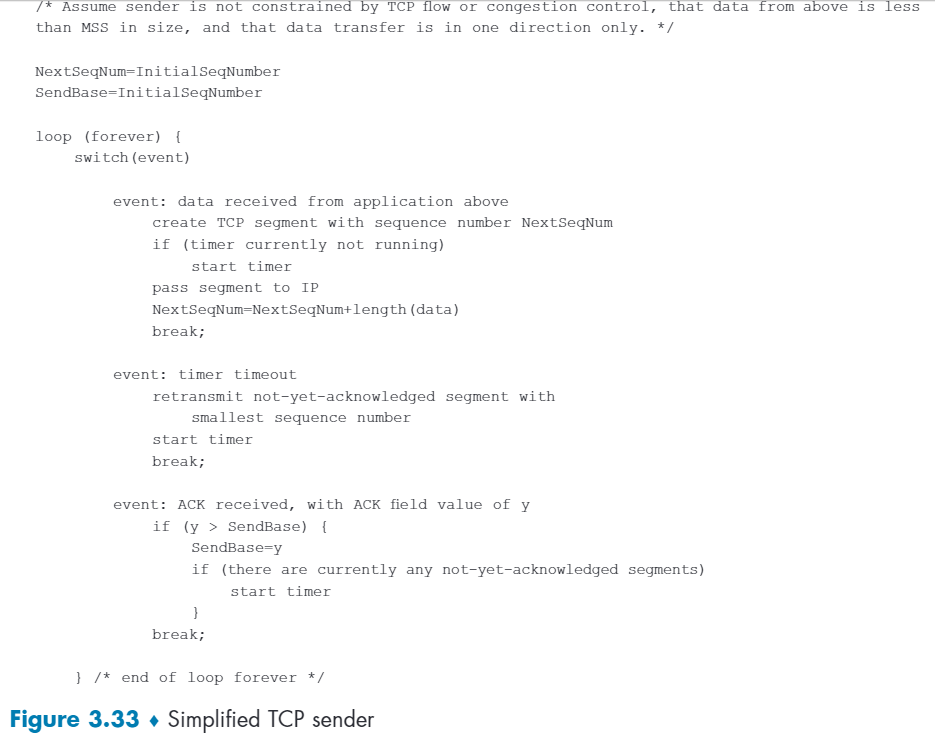 /* Assume sender is not constrained by TCP flow or congestion control, that data from above is less
than MSS in size, and that data transfer is in one direction only. */
NextSeqNum=InitialSeqNumber
SendBase=InitialSeqNumber
loop (forever) {
switch(event)
event: data received from application above
create TCP segment with sequence number NextSeqNum
if (timer currently not running)
start timer
pass segment to IP
NextSeqNum=NextSeqNum+length(data)
break;
event: timer timeout
retransmit not-yet-acknowledged segment with
smallest sequence number
start timer
break;
event: ACK received, with ACK field value of y
if (y > SendBase) {
SendBase=y
if (there are currently any not-yet-acknowledged segments)
start timer
}
break;
} /* end of loop forever */
Figure 3.33 ♦ Simplified TCP sender